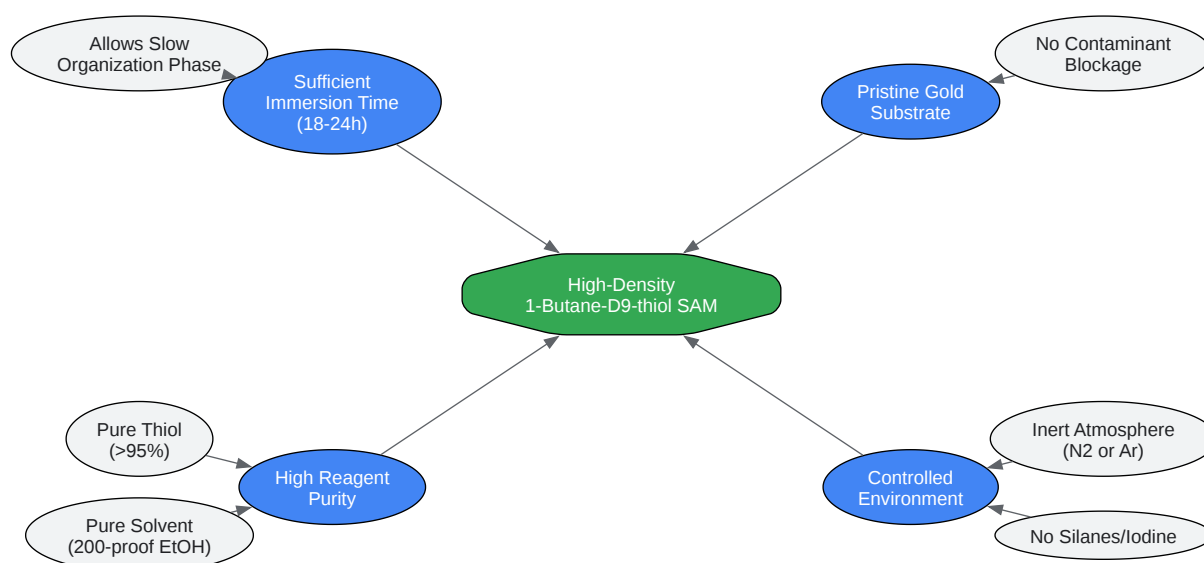 Allows Slow
Organization Phase
Sufficient
Immersion Time
(18-24h)
No Contaminant
Blockage
Pristine Gold
Substrate
High-Density
1-Butane-D9-thiol SAM
Pure Thiol
(>95%)
High Reagent
Purity
Pure Solvent
(200-proof EtOH)
Inert Atmosphere
(N2 or Ar)
Controlled
Environment
No Silanes/Iodine